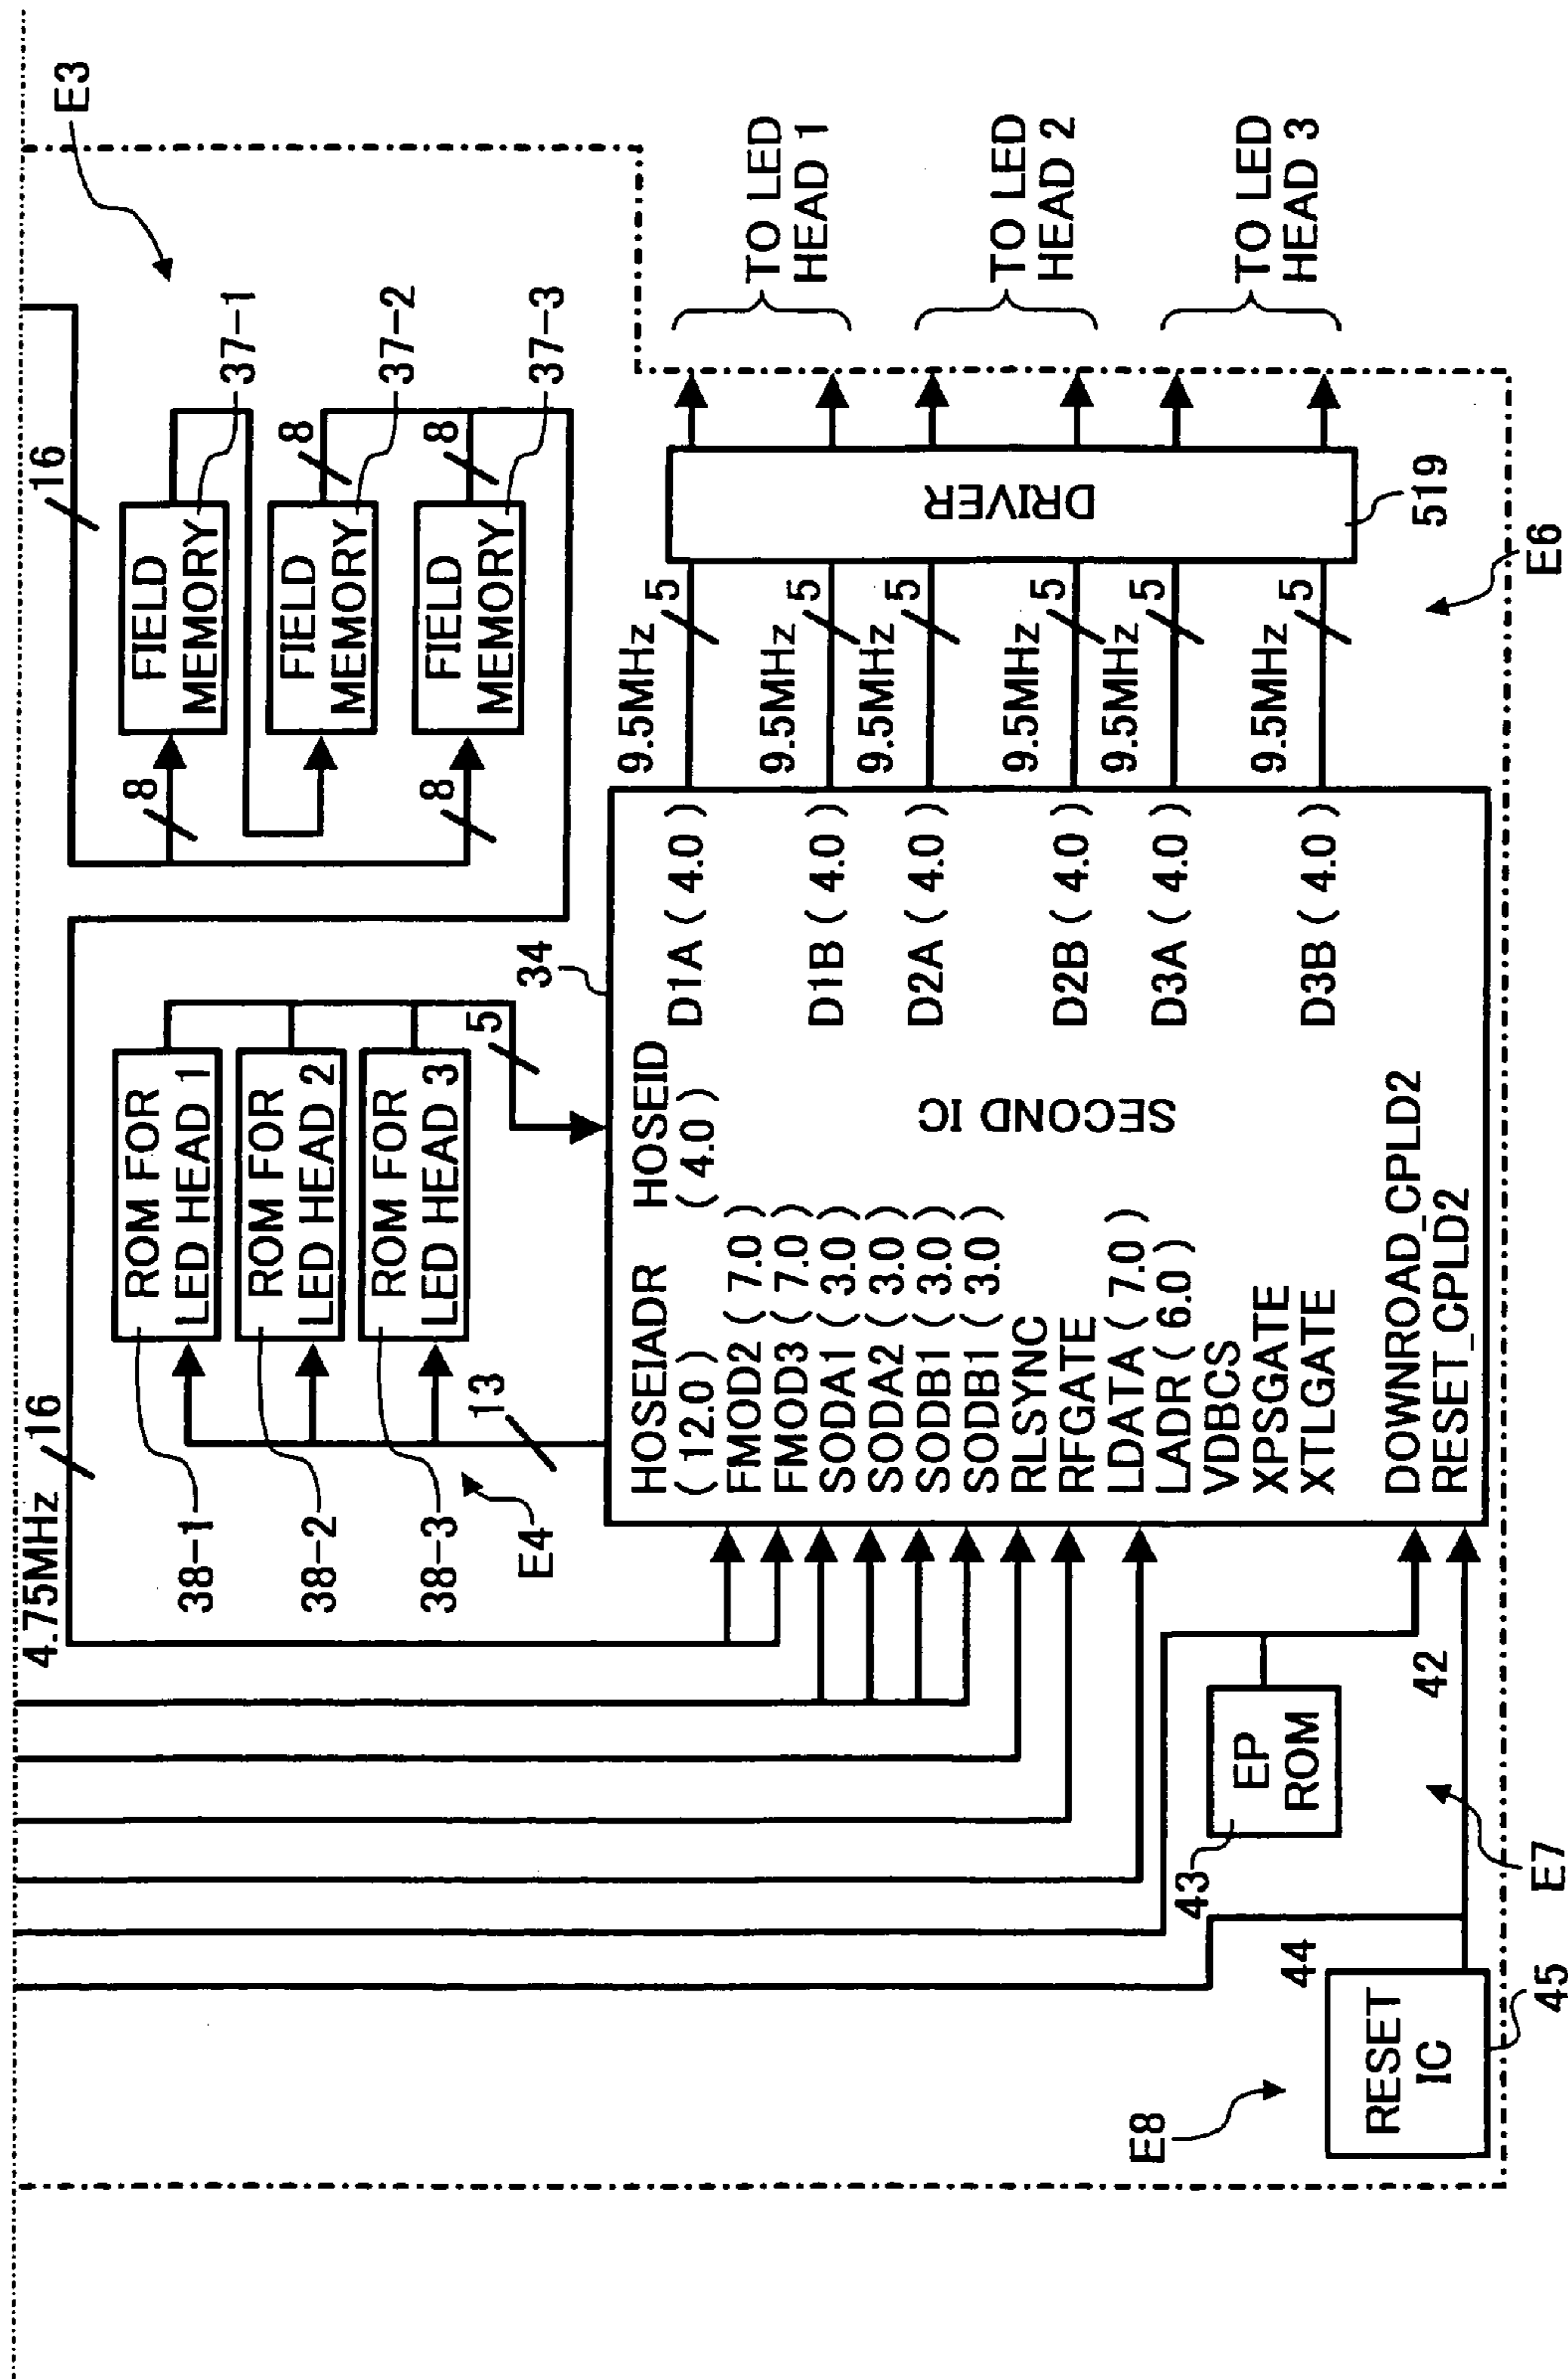 4.75MHz
16
16
E3
ROM FOR
LED HEAD 1
ROM FOR
LED HEAD 2
ROM FOR
LED HEAD 3
38-1
38-2
38-3
E4
13
5
34
8
8
FIELD
MEMORY
FIELD
MEMORY
FIELD
MEMORY
8
8
37-1
37-2
37-3
HOSEIADR
(12.0)
HOSEID
(4.0)
FMOD2 (7.0)
FMOD3 (7.0)
SODA1 (3.0)
SODA2 (3.0)
SODB1 (3.0)
SODB1 (3.0)
RLSYNC
RFGATE
LDATA (7.0)
LADR (6.0)
VDBCS
XPSGATE
XTLGATE
DOWNROAD_CPLD2
RESET_CPLD2
SECOND IC
D1A (4.0)
D1B (4.0)
D2A (4.0)
D2B (4.0)
D3A (4.0)
D3B (4.0)
9.5MHz
5
9.5MHz
5
9.5MHz
5
9.5MHz
5
9.5MHz
5
9.5MHz
5
DRIVER
519
TO LED
HEAD 1
TO LED
HEAD 2
TO LED
HEAD 3
E6
EP
ROM
43
42
44
RESET
IC
45
E7
E8